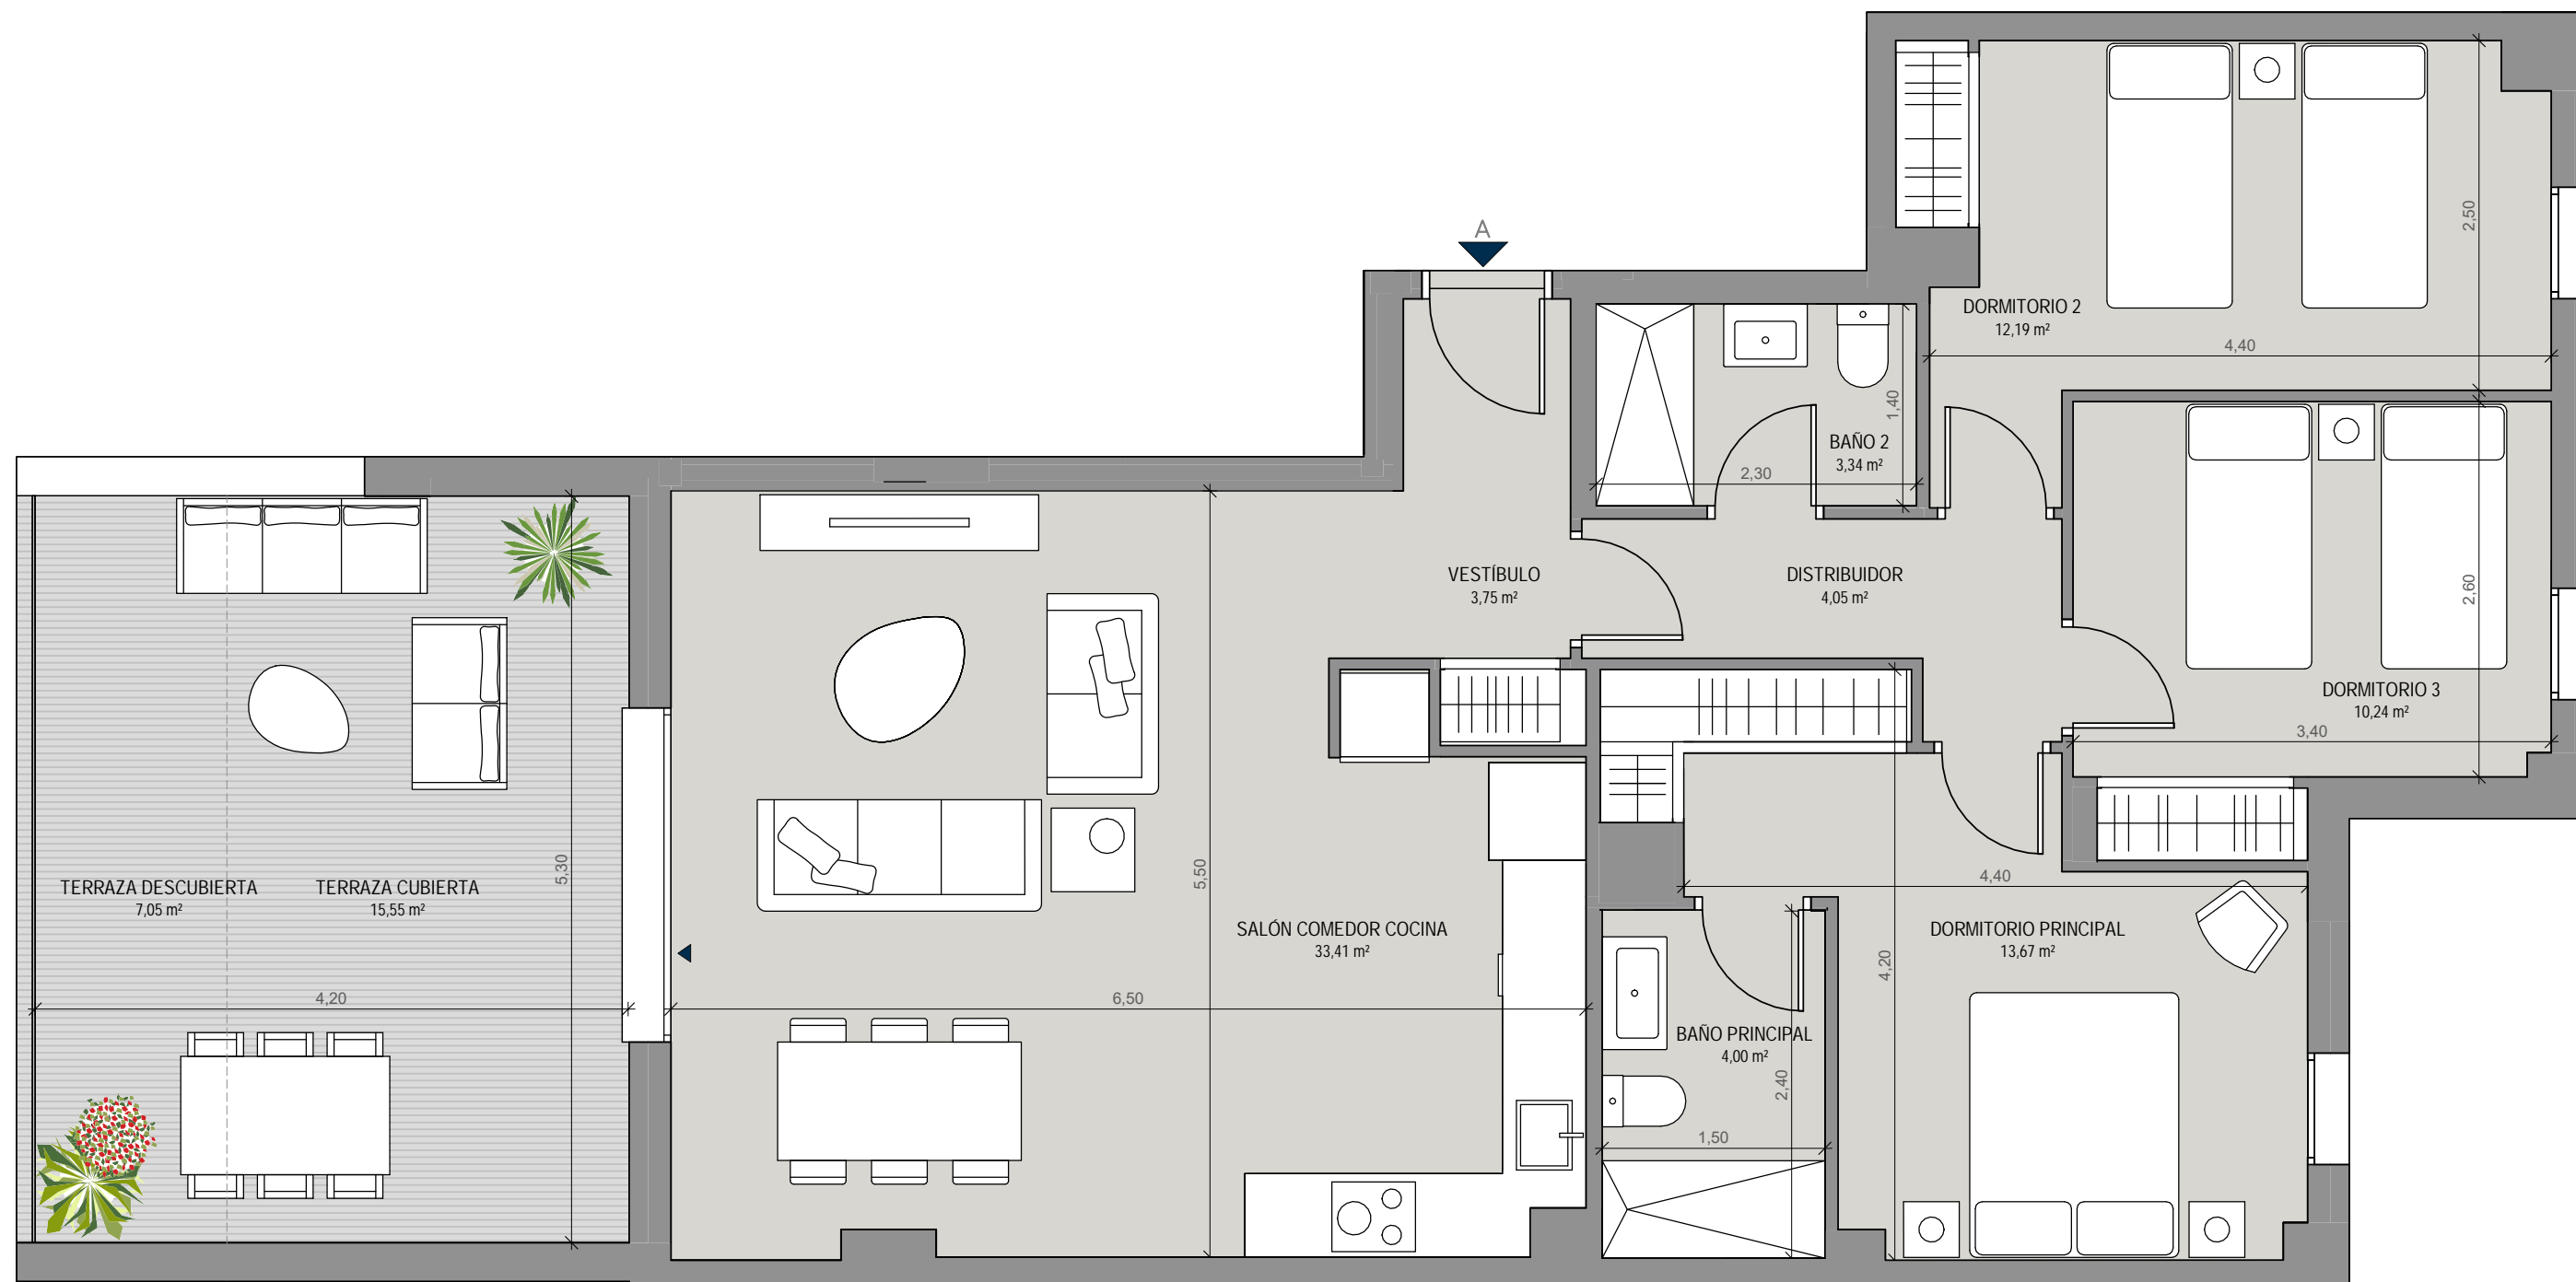 A
2,50
DORMITORIO 2
12,19 m²
4,40
1,40
BAÑO 2
3,34 m²
2,30
VESTÍBULO
3,75 m²
DISTRIBUIDOR
4,05 m²
2,60
DORMITORIO 3
10,24 m²
3,40
TERRAZA DESCUBIERTA
7,05 m²
TERRAZA CUBIERTA
15,55 m²
5,30
5,50
4,40
SALÓN COMEDOR COCINA
33,41 m²
DORMITORIO PRINCIPAL
13,67 m²
4,20
4,20
6,50
BAÑO PRINCIPAL
4,00 m²
2,40
1,50